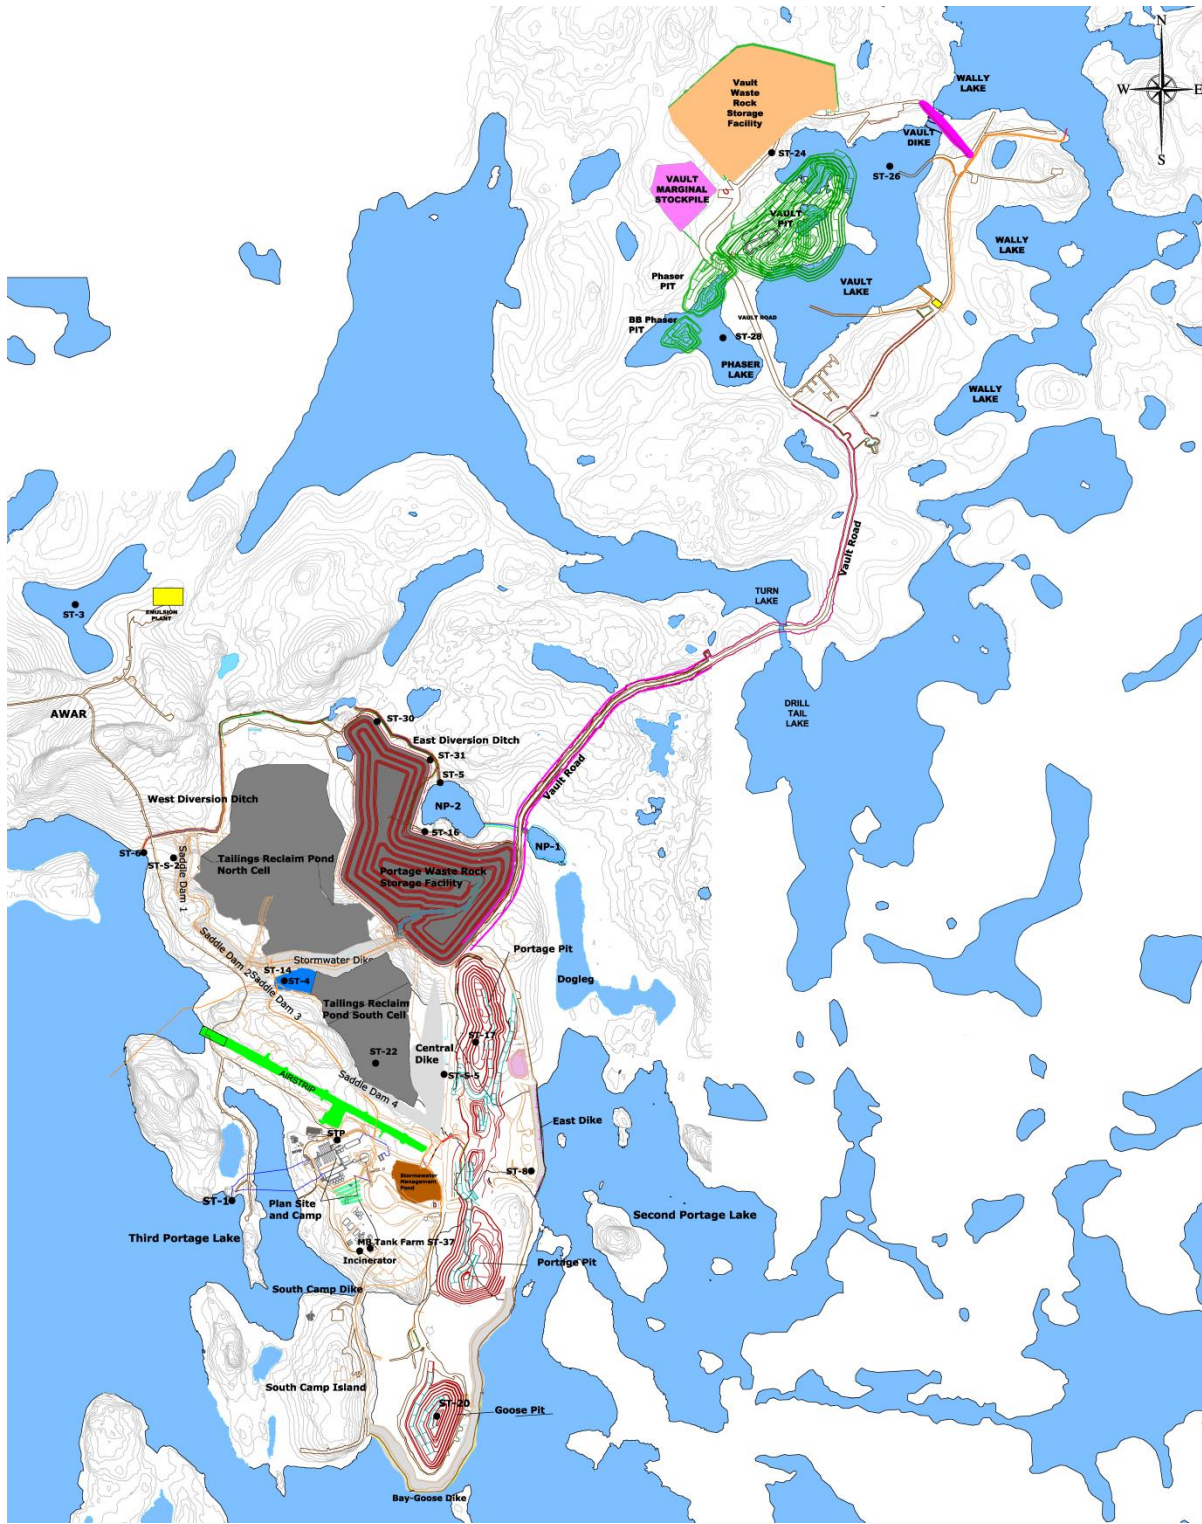 N
W
E
S
Vault
Waste
Rock
Storage
Facility
WALLY
LAKE
VAULT
DIKE
ST-24
ST-26
VAULT
MARGINAL
STOCKPILE
VAULT
PIT
WALLY
LAKE
Phaser
PIT
VAULT
LAKE
BB Phaser
PIT
VAULT ROAD
ST-28
PHASER
LAKE
WALLY
LAKE
Vault Road
TURN
LAKE
ST-3
EMULSION
PLANT
DRILL
TAIL
LAKE
AWAR
ST-30
East Diversion Ditch
ST-31
ST-5
Vault Road
West Diversion Ditch
NP-2
ST-16
NP-1
ST-6
ST-S-2
Saddle Dam 1
Tailings Reclaim Pond
North Cell
Portage Waste Rock
Storage Facility
Saddle Dam 2
Stormwater Dike
Portage Pit
ST-14
ST-4
Saddle Dam 3
Dogleg
Tailings Reclaim
Pond South Cell
ST-17
Central
Dike
ST-22
ST-S-5
AIRSTRIP
Saddle Dam 4
East Dike
STP
ST-8
Stormewater
Management
Pond
ST-1
Plan Site
and Camp
Second Portage Lake
Third Portage Lake
MB Tank Farm ST-37
Incinerator
Portage Pit
South Camp Dike
South Camp Island
ST-20
Goose Pit
Bay-Goose Dike